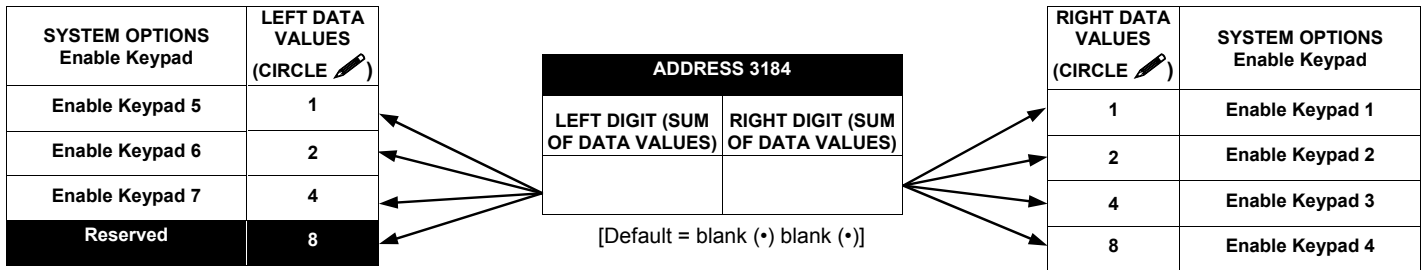 SYSTEM OPTIONS
Enable Keypad
LEFT DATA
VALUES
(CIRCLE )
Enable Keypad 5 1
Enable Keypad 6 2
Enable Keypad 7 4
Reserved 8
ADDRESS 3184
LEFT DIGIT (SUM
OF DATA VALUES)
RIGHT DIGIT (SUM
OF DATA VALUES)
[Default = blank (•) blank (•)]
RIGHT DATA
VALUES
(CIRCLE )
SYSTEM OPTIONS
Enable Keypad
1 Enable Keypad 1
2 Enable Keypad 2
4 Enable Keypad 3
8 Enable Keypad 4